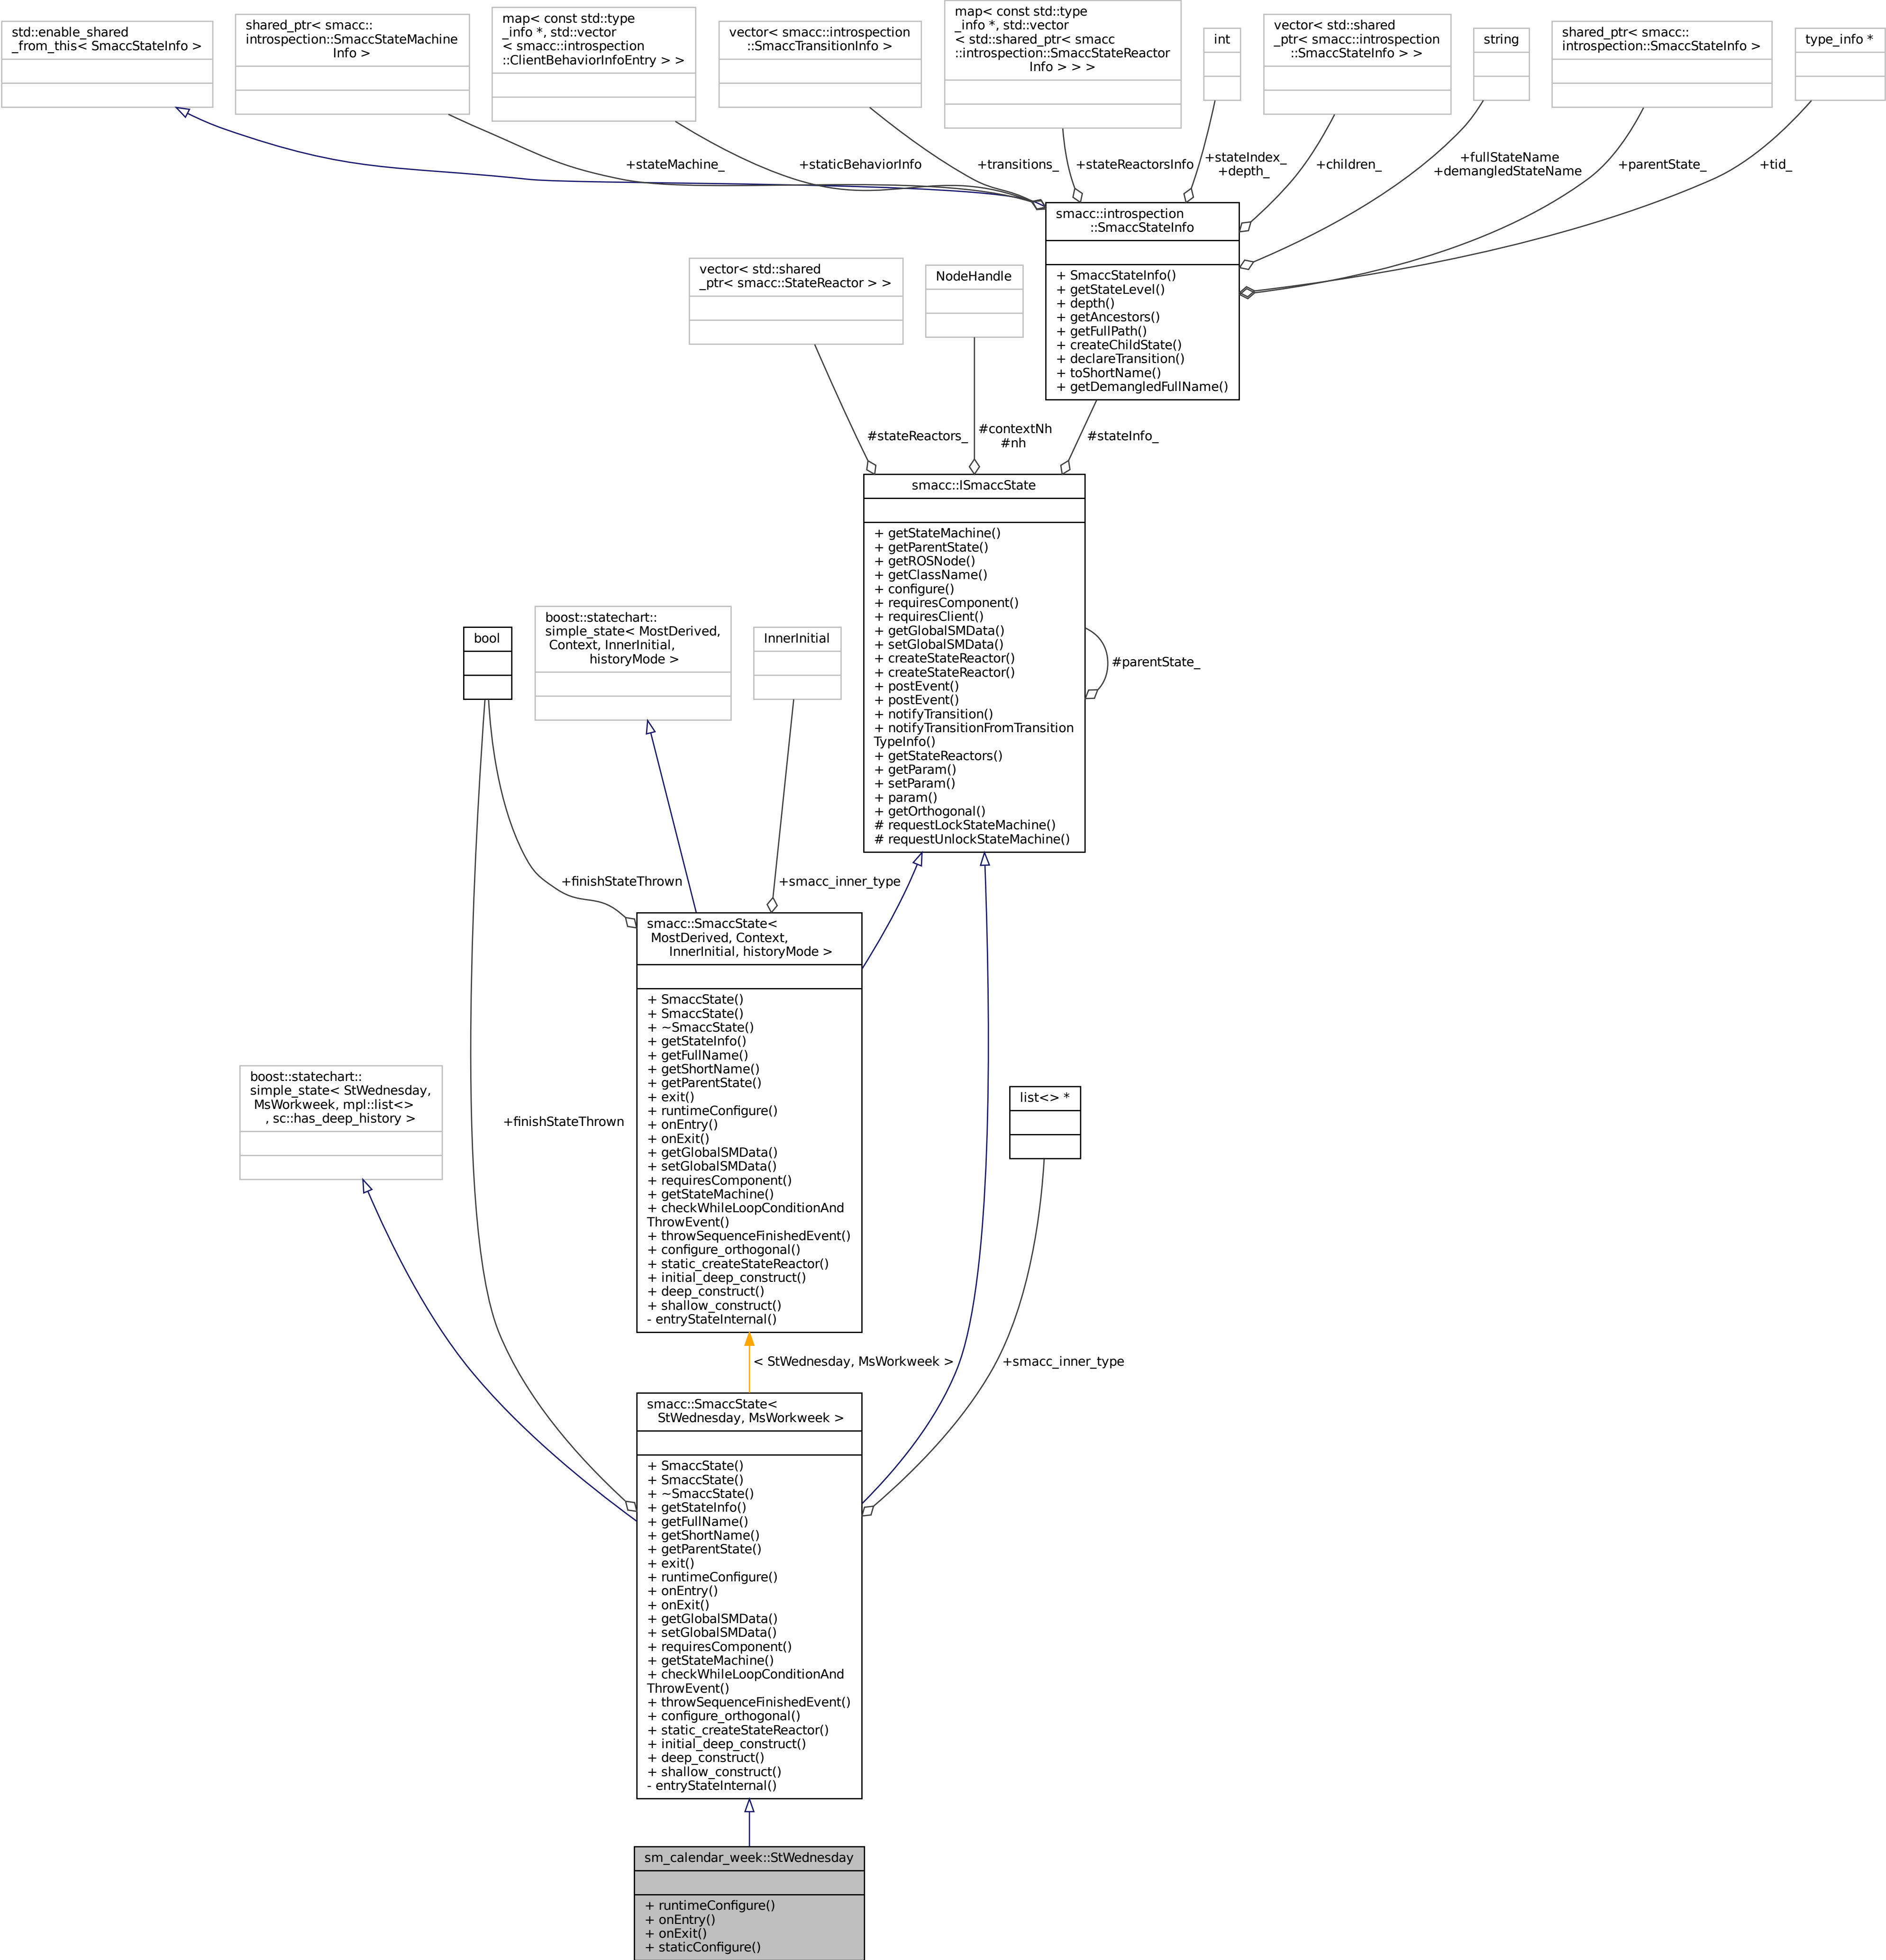 std::enable_shared
_from_this< SmaccStateInfo >
shared_ptr< smacc::
introspection::SmaccStateMachine
Info >
map< const std::type
_info *, std::vector
< smacc::introspection
::ClientBehaviorInfoEntry > >
vector< smacc::introspection
::SmaccTransitionInfo >
map< const std::type
_info *, std::vector
< std::shared_ptr< smacc
::introspection::SmaccStateReactor
Info > > >
int
vector< std::shared
_ptr< smacc::introspection
::SmaccStateInfo > >
string
shared_ptr< smacc::
introspection::SmaccStateInfo >
type_info *
+stateMachine_
+staticBehaviorInfo
+transitions_
+stateReactorsInfo
+stateIndex_
+depth_
+children_
+fullStateName
+demangledStateName
+parentState_
+tid_
smacc::introspection
::SmaccStateInfo
+ SmaccStateInfo()
+ getStateLevel()
+ depth()
+ getAncestors()
+ getFullPath()
+ createChildState()
+ declareTransition()
+ toShortName()
+ getDemangledFullName()
vector< std::shared
_ptr< smacc::StateReactor > >
NodeHandle
#stateReactors_
#contextNh
#nh
#stateInfo_
smacc::ISmaccState
+ getStateMachine()
+ getParentState()
+ getROSNode()
+ getClassName()
+ configure()
+ requiresComponent()
+ requiresClient()
+ getGlobalSMData()
+ setGlobalSMData()
+ createStateReactor()
+ createStateReactor()
+ postEvent()
+ postEvent()
+ notifyTransition()
+ notifyTransitionFromTransition
TypeInfo()
+ getStateReactors()
+ getParam()
+ setParam()
+ param()
+ getOrthogonal()
# requestLockStateMachine()
# requestUnlockStateMachine()
#parentState_
bool
boost::statechart::
simple_state< MostDerived,
Context, InnerInitial,
historyMode >
InnerInitial
+finishStateThrown
+smacc_inner_type
smacc::SmaccState<
MostDerived, Context,
InnerInitial, historyMode >
+ SmaccState()
+ SmaccState()
+ ~SmaccState()
+ getStateInfo()
+ getFullName()
+ getShortName()
+ getParentState()
+ exit()
+ runtimeConfigure()
+ onEntry()
+ onExit()
+ getGlobalSMData()
+ setGlobalSMData()
+ requiresComponent()
+ getStateMachine()
+ checkWhileLoopConditionAnd
ThrowEvent()
+ throwSequenceFinishedEvent()
+ configure_orthogonal()
+ static_createStateReactor()
+ initial_deep_construct()
+ deep_construct()
+ shallow_construct()
- entryStateInternal()
boost::statechart::
simple_state< StWednesday,
MsWorkweek, mpl::list<>
, sc::has_deep_history >
+finishStateThrown
list<> *
< StWednesday, MsWorkweek >
+smacc_inner_type
smacc::SmaccState<
StWednesday, MsWorkweek >
+ SmaccState()
+ SmaccState()
+ ~SmaccState()
+ getStateInfo()
+ getFullName()
+ getShortName()
+ getParentState()
+ exit()
+ runtimeConfigure()
+ onEntry()
+ onExit()
+ getGlobalSMData()
+ setGlobalSMData()
+ requiresComponent()
+ getStateMachine()
+ checkWhileLoopConditionAnd
ThrowEvent()
+ throwSequenceFinishedEvent()
+ configure_orthogonal()
+ static_createStateReactor()
+ initial_deep_construct()
+ deep_construct()
+ shallow_construct()
- entryStateInternal()
sm_calendar_week::StWednesday
+ runtimeConfigure()
+ onEntry()
+ onExit()
+ staticConfigure()